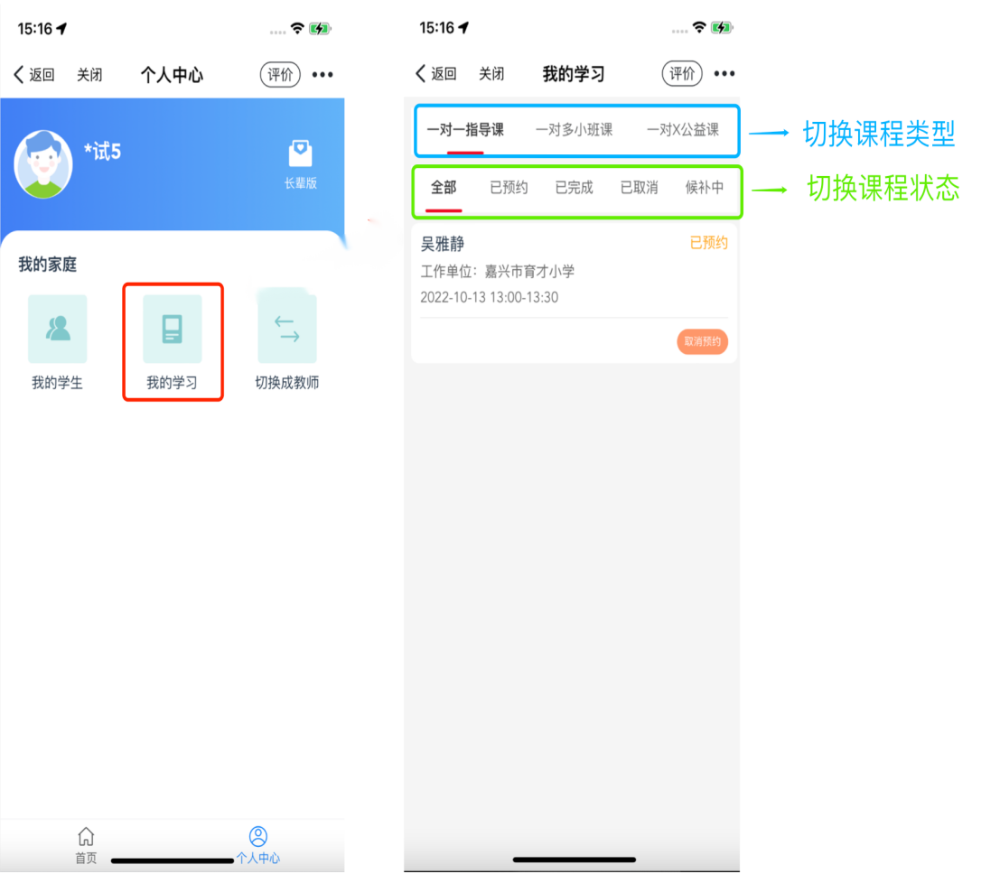 15:16
返回 关闭 个人中心 评价
*试5
长辈版
我的家庭
我的学生 我的学习 切换成教师
首页 个人中心
15:16
返回 关闭 我的学习 评价
一对一指导课 一对多小班课 一对X公益课
切换课程类型
全部 已预约 已完成 已取消 候补中
切换课程状态
吴雅静 已预约
工作单位：嘉兴市育才小学
2022-10-13 13:00-13:30
取消预约